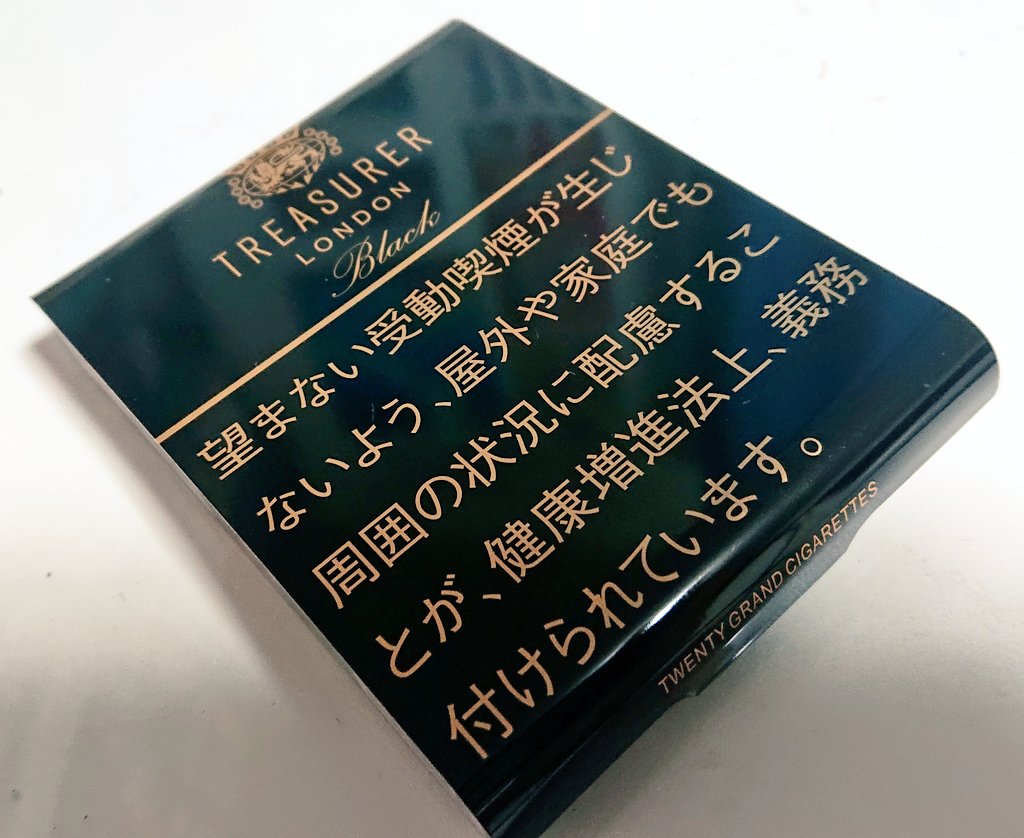 TREASURER
LONDON
Black
望まない受動喫煙が生じ
ないよう、屋外や家庭でも
周囲の状況に配慮するこ
とが、健康増進法上、義務
付けられています。
TWENTY GRAND CIGARETTES